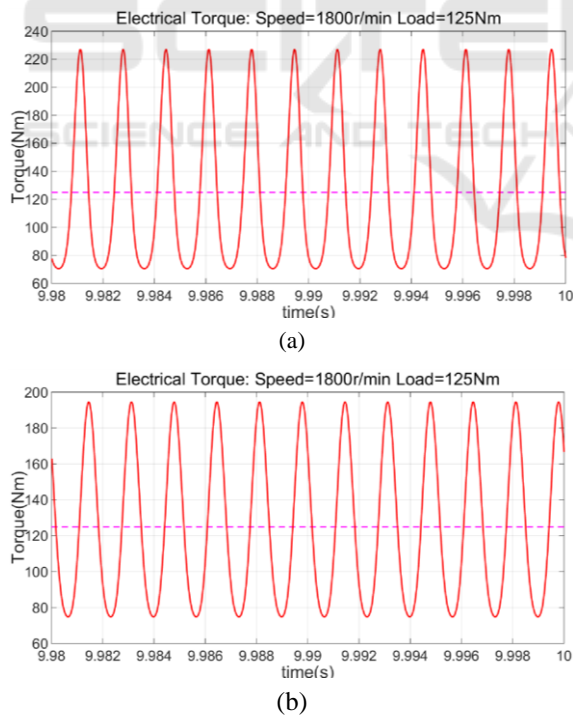 SCITE
SCIENCE AND TECHN
Electrical Torque: Speed=1800r/min Load=125Nm
Torque(Nm)
240
220
200
180
160
140
120
100
80
60
9.98 9.982 9.984 9.986 9.988 9.99 9.992 9.994 9.996 9.998 10
time(s)
(a)
Electrical Torque: Speed=1800r/min Load=125Nm
Torque(Nm)
200
180
160
140
120
100
80
60
9.98 9.982 9.984 9.986 9.988 9.99 9.992 9.994 9.996 9.998 10
time(s)
(b)